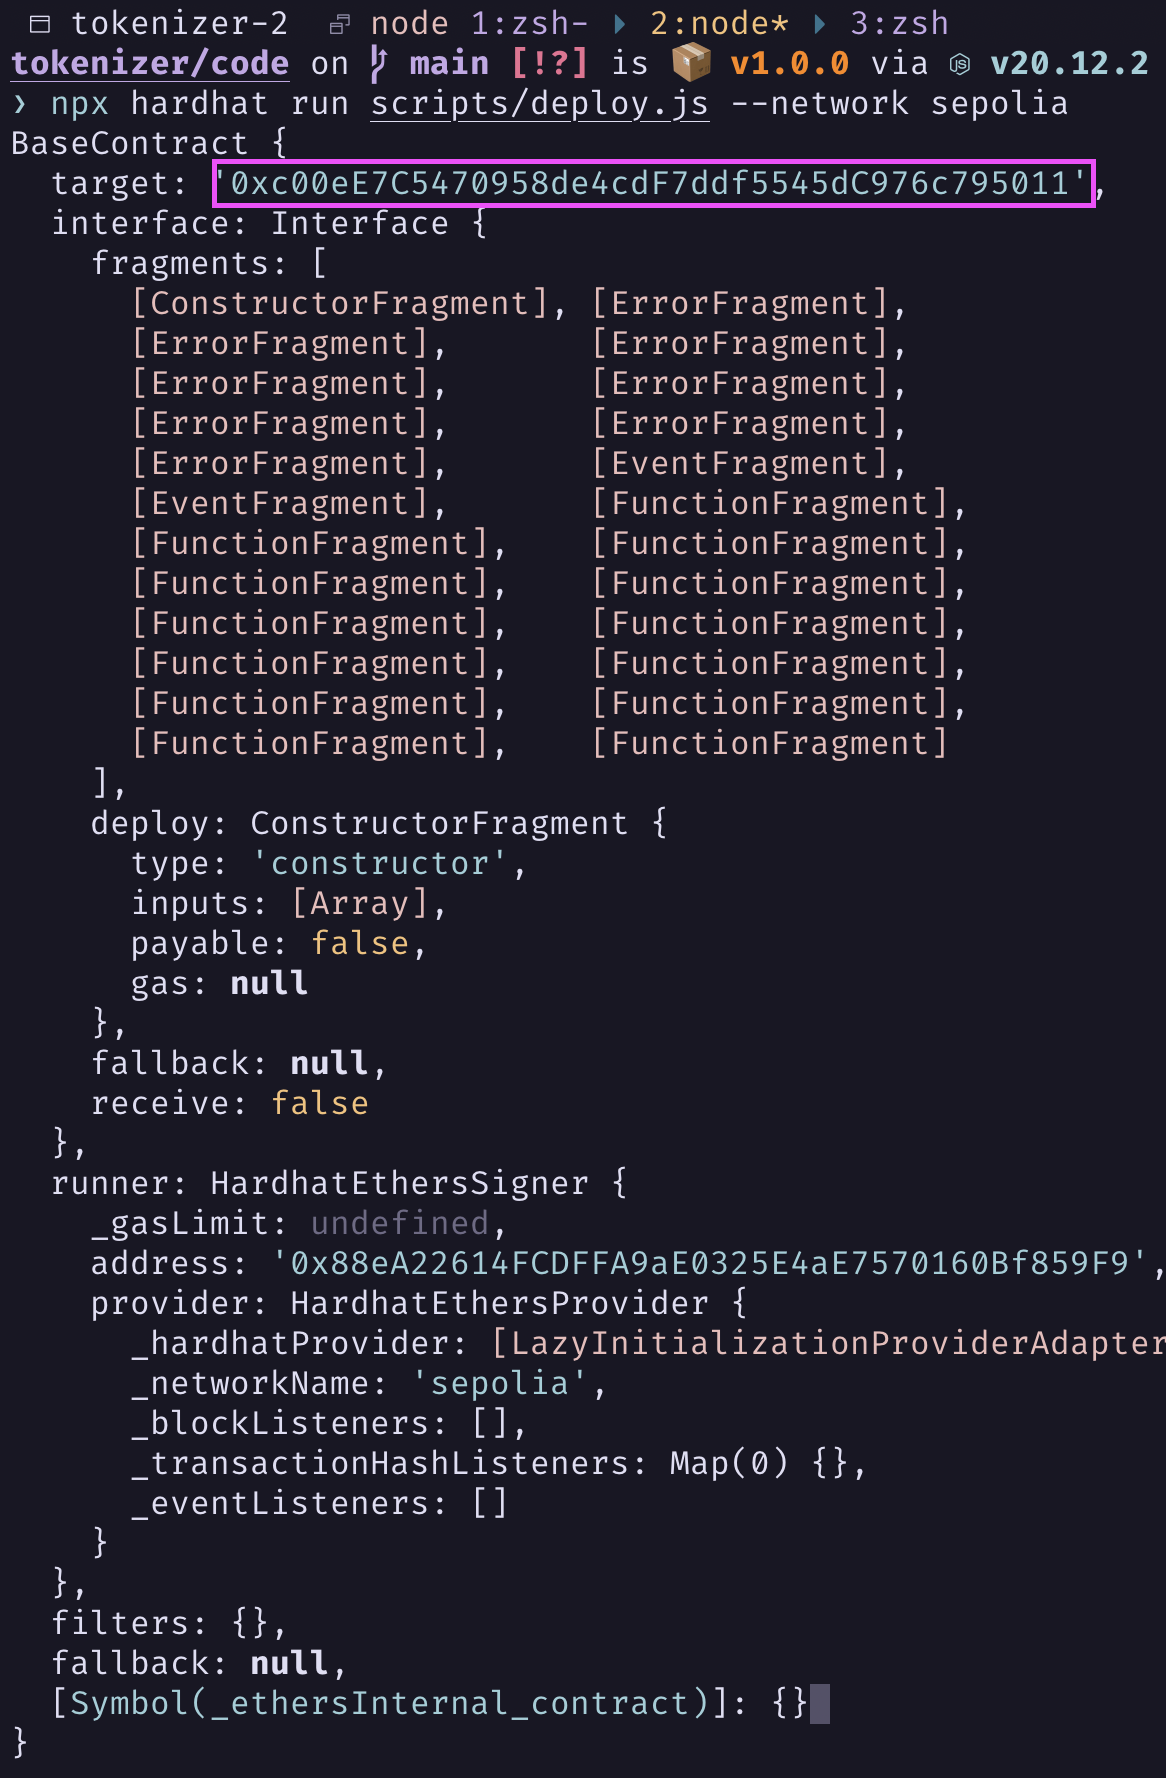 tokenizer-2 node 1:zsh- 2:node* 3:zsh
tokenizer/code on main [!?] is 📦 v1.0.0 via v20.12.2
❯ npx hardhat run scripts/deploy.js --network sepolia
BaseContract {
  target: '0xc00eE7C5470958de4cdF7ddf5545dC976c795011',
  interface: Interface {
    fragments: [
      [ConstructorFragment], [ErrorFragment],
      [ErrorFragment],       [ErrorFragment],
      [ErrorFragment],       [ErrorFragment],
      [ErrorFragment],       [ErrorFragment],
      [ErrorFragment],       [EventFragment],
      [EventFragment],       [FunctionFragment],
      [FunctionFragment],    [FunctionFragment],
      [FunctionFragment],    [FunctionFragment],
      [FunctionFragment],    [FunctionFragment],
      [FunctionFragment],    [FunctionFragment],
      [FunctionFragment],    [FunctionFragment],
      [FunctionFragment],    [FunctionFragment]
    ],
    deploy: ConstructorFragment {
      type: 'constructor',
      inputs: [Array],
      payable: false,
      gas: null
    },
    fallback: null,
    receive: false
  },
  runner: HardhatEthersSigner {
    _gasLimit: undefined,
    address: '0x88eA22614FCDFFA9aE0325E4aE7570160Bf859F9',
    provider: HardhatEthersProvider {
      _hardhatProvider: [LazyInitializationProviderAdapter
      _networkName: 'sepolia',
      _blockListeners: [],
      _transactionHashListeners: Map(0) {},
      _eventListeners: []
    }
  },
  filters: {},
  fallback: null,
  [Symbol(_ethersInternal_contract)]: {}
}